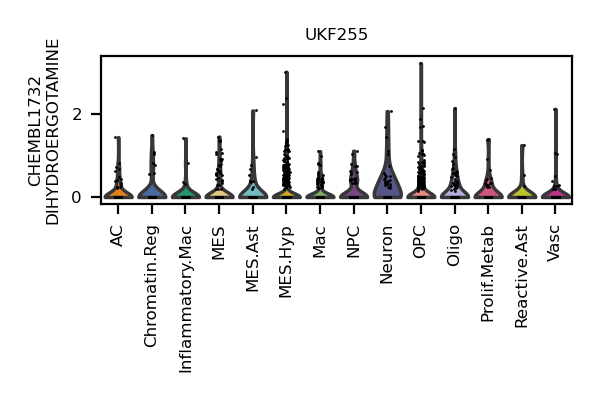 UKF255
CHEMBL1732
DIHYDROERGOTAMINE
2
0
AC
Chromatin.Reg
Inflammatory.Mac
MES
MES.Ast
MES.Hyp
Mac
NPC
Neuron
OPC
Oligo
Prolif.Metab
Reactive.Ast
Vasc